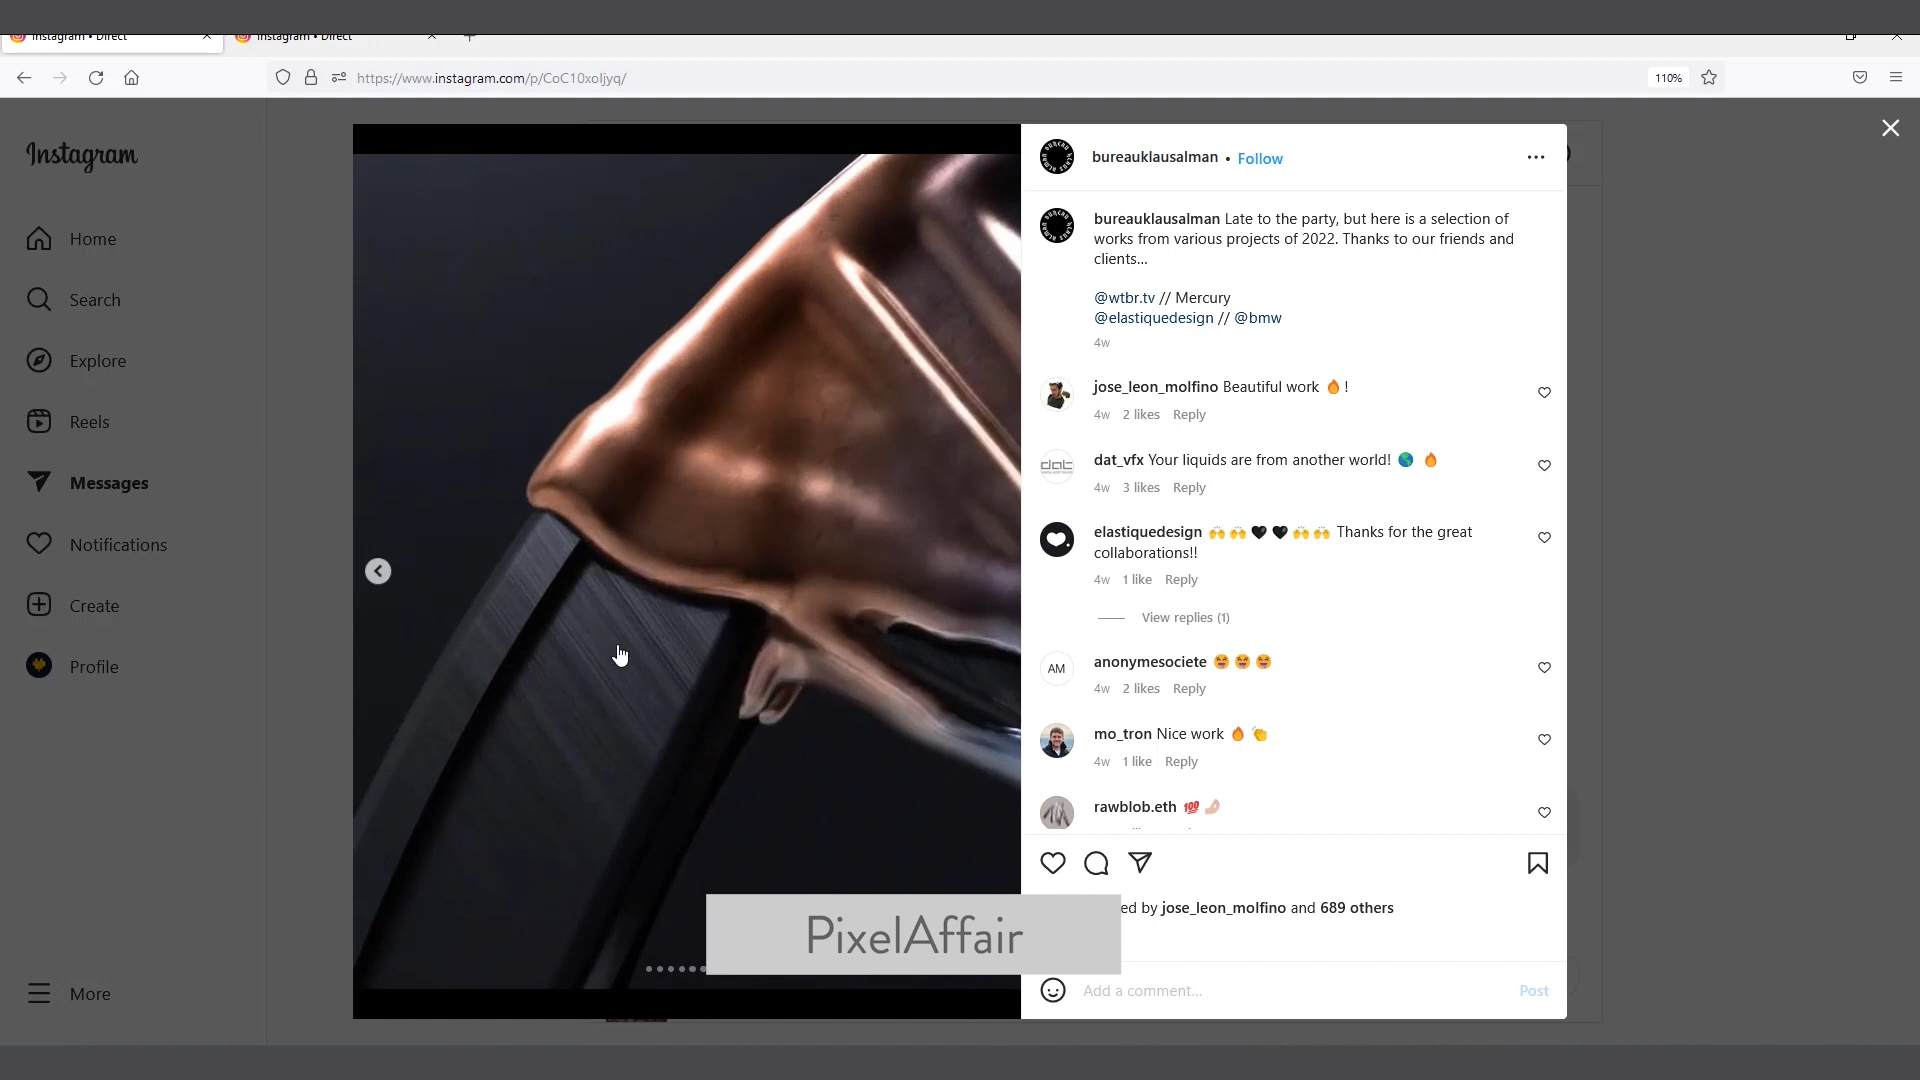 Instagram • Direct
Instagram • Direct
https://www.instagram.com/p/CoC10xoIjyq/
110%
Instagram
Home
Search
Explore
Reels
Messages
Notifications
Create
Profile
More
bureauklausalman • Follow
bureauklausalman Late to the party, but here is a selection of
works from various projects of 2022. Thanks to our friends and
clients...
@wtbr.tv // Mercury
@elastiquedesign // @bmw
4w
jose_leon_molfino Beautiful work 🔥 !
4w 2 likes Reply
dat_vfx Your liquids are from another world! 🌎 🔥
dat
4w 3 likes Reply
elastiquedesign 🙌 🙌 🖤 🖤 🙌 🙌 Thanks for the great
collaborations!!
4w 1 like Reply
View replies (1)
AM
anonymesociete 😆 😆 😆
4w 2 likes Reply
mo_tron Nice work 🔥 👏
4w 1 like Reply
rawblob.eth 💯 🤌🏻
ed by jose_leon_molfino and 689 others
PixelAffair
Add a comment...
Post